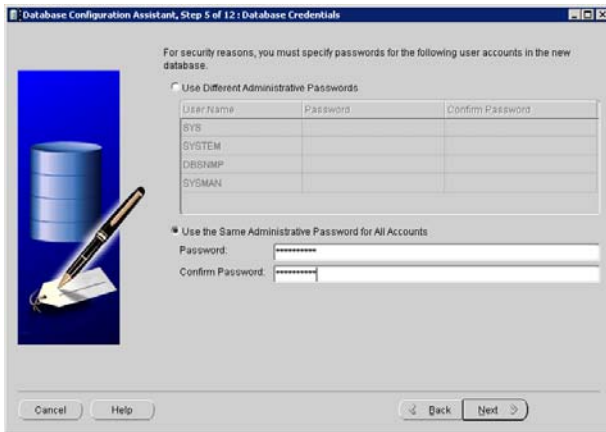 Database Configuration Assistant, Step 5 of 12 : Database Credentials
For security reasons, you must specify passwords for the following user accounts in the new
database.
Use Different Administrative Passwords
User Name Password Confirm Password
SYS
SYSTEM
DBSNMP
SYSMAN
Use the Same Administrative Password for All Accounts
Password: **********
Confirm Password: **********
Cancel Help Back Next